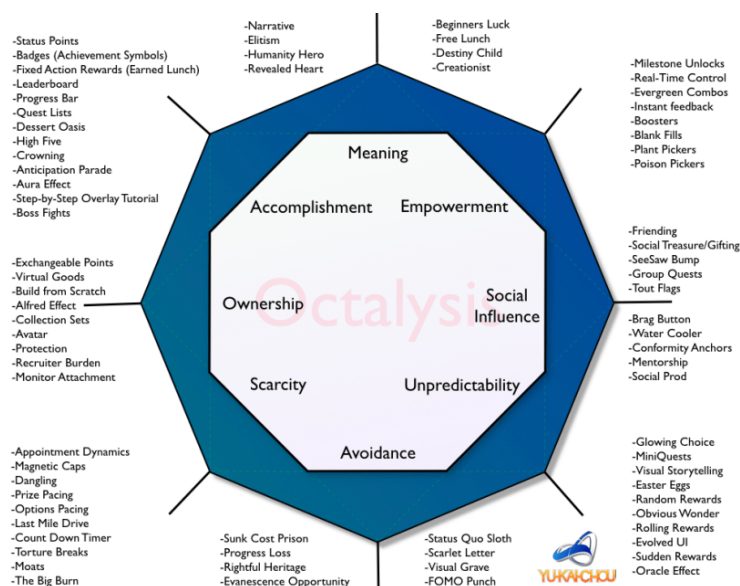 -Narrative
-Elitism
-Humanity Hero
-Revealed Heart
-Beginners Luck
-Free Lunch
-Destiny Child
-Creationist
-Status Points
-Badges (Achievement Symbols)
-Fixed Action Rewards (Earned Lunch)
-Leaderboard
-Progress Bar
-Quest Lists
-Dessert Oasis
-High Five
-Crowning
-Anticipation Parade
-Aura Effect
-Step-by-Step Overlay Tutorial
-Boss Fights
-Milestone Unlocks
-Real-Time Control
-Evergreen Combos
-Instant feedback
-Boosters
-Blank Fills
-Plant Pickers
-Poison Pickers
Meaning
Accomplishment
Empowerment
Ownership
Octalysis
Social
Influence
Scarcity
Unpredictability
Avoidance
-Exchangeable Points
-Virtual Goods
-Build from Scratch
-Alfred Effect
-Collection Sets
-Avatar
-Protection
-Recruiter Burden
-Monitor Attachment
-Friending
-Social Treasure/Gifting
-SeeSaw Bump
-Group Quests
-Tout Flags
-Brag Button
-Water Cooler
-Conformity Anchors
-Mentorship
-Social Prod
-Appointment Dynamics
-Magnetic Caps
-Dangling
-Prize Pacing
-Options Pacing
-Last Mile Drive
-Count Down Timer
-Torture Breaks
-Moats
-The Big Burn
-Sunk Cost Prison
-Progress Loss
-Rightful Heritage
-Evanescence Opportunity
-Status Quo Sloth
-Scarlet Letter
-Visual Grave
-FOMO Punch
-Glowing Choice
-MiniQuests
-Visual Storytelling
-Easter Eggs
-Random Rewards
-Obvious Wonder
-Rolling Rewards
-Evolved UI
-Sudden Rewards
-Oracle Effect
YU-KAI CHOU